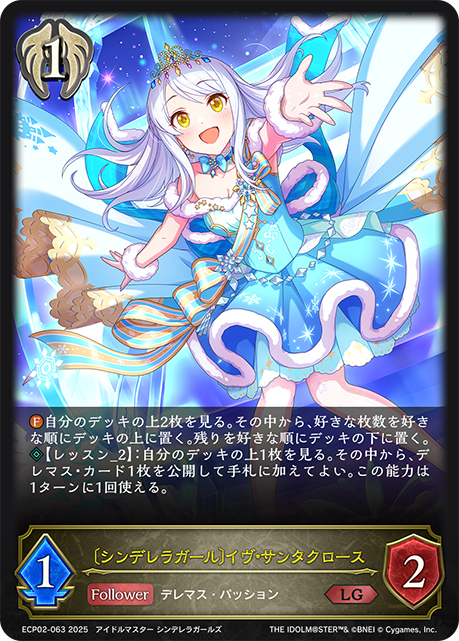 1
F 自分のデッキの上2枚を見る。その中から、好きな枚数を好き
な順にデッキの上に置く。残りを好きな順にデッキの下に置く。
◈【レッスン_2】:自分のデッキの上1枚を見る。その中から、デ
レマス・カード1枚を公開して手札に加えてよい。この能力は
1ターンに1回使える。
〔シンデレラガール〕イヴ・サンタクロース
1
Follower デレマス・パッション LG
2
ECP02-063 2025 アイドルマスター シンデレラガールズ THE IDOLM@STER™& ©BNEI © Cygames, Inc.